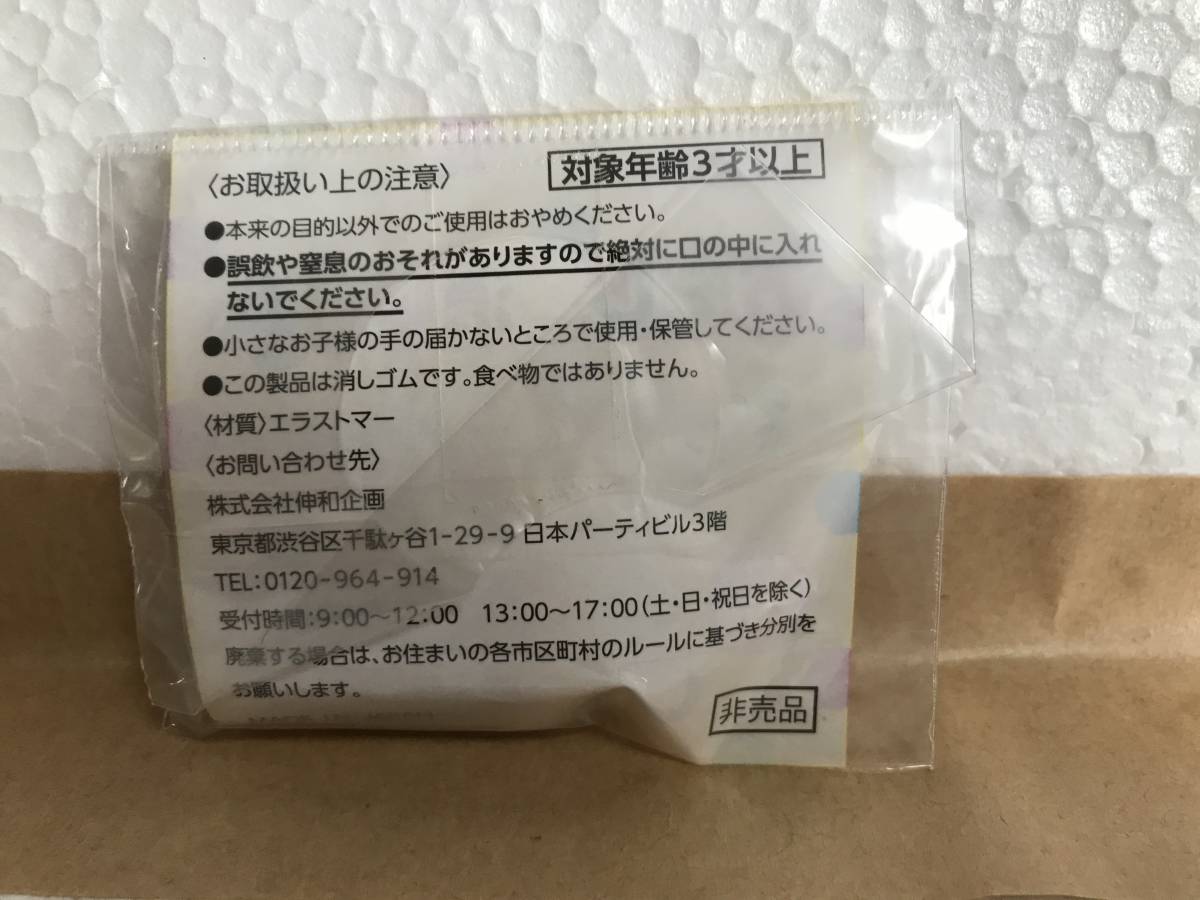 〈お取扱い上の注意〉
対象年齢3才以上
●本来の目的以外でのご使用はおやめください。
●誤飲や窒息のおそれがありますので絶対に口の中に入れ
ないでください。
●小さなお子様の手の届かないところで使用・保管してください。
●この製品は消しゴムです。食べ物ではありません。
〈材質〉エラストマー
〈お問い合わせ先〉
株式会社伸和企画
東京都渋谷区千駄ヶ谷1-29-9 日本パーティビル3階
TEL:0120-964-914
受付時間:9:00〜12:00 13:00〜17:00(土・日・祝日を除く)
廃棄する場合は、お住まいの各市区町村のルールに基づき分別を
お願いします。
非売品